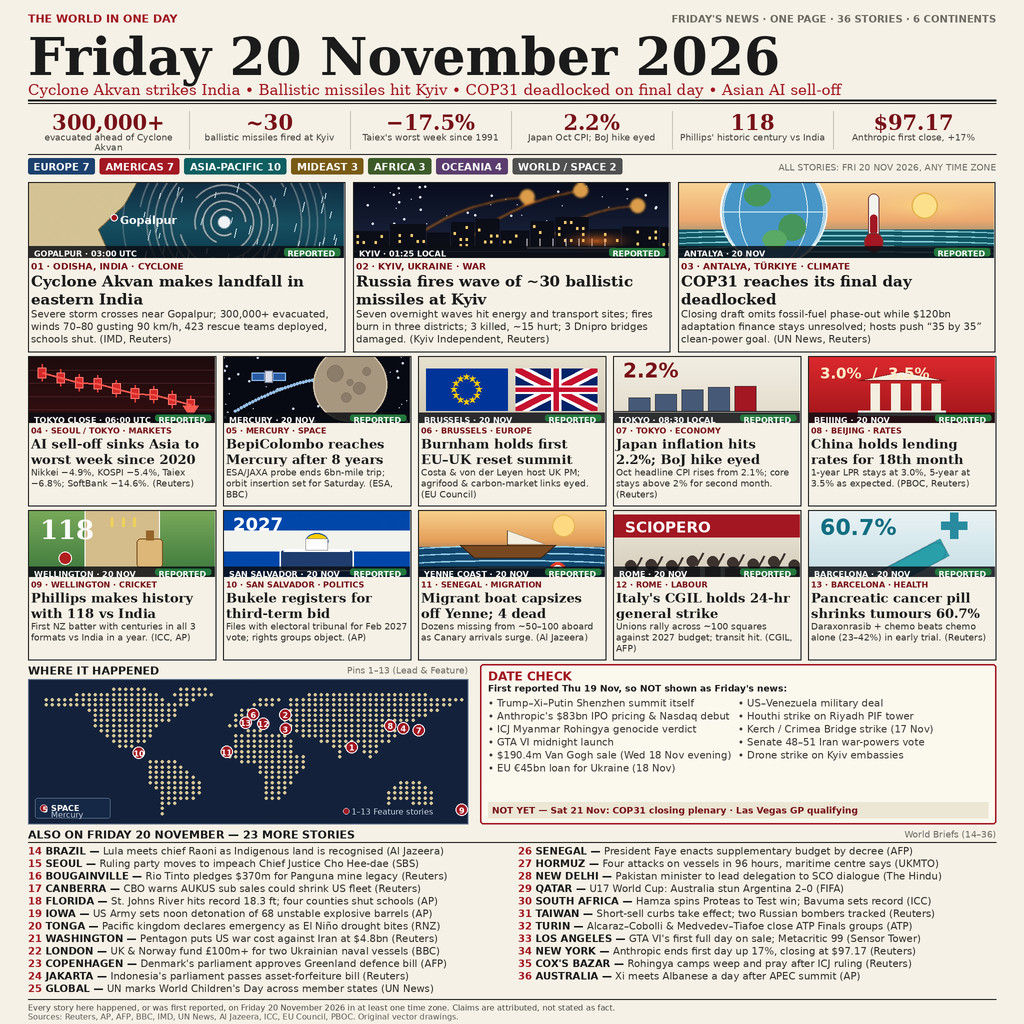 THE WORLD IN ONE DAY
FRIDAY'S NEWS · ONE PAGE · 36 STORIES · 6 CONTINENTS
Friday 20 November 2026
Cyclone Akvan strikes India • Ballistic missiles hit Kyiv • COP31 deadlocked on final day • Asian AI sell-off
300,000+
evacuated ahead of Cyclone
Akvan
~30
ballistic missiles fired at Kyiv
−17.5%
Taiex's worst week since 1991
2.2%
Japan Oct CPI; BoJ hike eyed
118
Phillips' historic century vs India
$97.17
Anthropic first close, +17%
EUROPE 7
AMERICAS 7
ASIA-PACIFIC 10
MIDEAST 3
AFRICA 3
OCEANIA 4
WORLD / SPACE 2
ALL STORIES: FRI 20 NOV 2026, ANY TIME ZONE
Gopalpur
GOPALPUR · 03:00 UTC
REPORTED
01 · ODISHA, INDIA · CYCLONE
Cyclone Akvan makes landfall in
eastern India
Severe storm crosses near Gopalpur; 300,000+ evacuated,
winds 70–80 gusting 90 km/h, 423 rescue teams deployed,
schools shut. (IMD, Reuters)
KYIV · 01:25 LOCAL
REPORTED
02 · KYIV, UKRAINE · WAR
Russia fires wave of ~30 ballistic
missiles at Kyiv
Seven overnight waves hit energy and transport sites; fires
burn in three districts; 3 killed, ~15 hurt; 3 Dnipro bridges
damaged. (Kyiv Independent, Reuters)
ANTALYA · 20 NOV
REPORTED
03 · ANTALYA, TÜRKIYE · CLIMATE
COP31 reaches its final day
deadlocked
Closing draft omits fossil-fuel phase-out while $120bn
adaptation finance stays unresolved; hosts push “35 by 35”
clean-power goal. (UN News, Reuters)
TOKYO CLOSE · 06:00 UTC
REPORTED
04 · SEOUL / TOKYO · MARKETS
AI sell-off sinks Asia to
worst week since 2020
Nikkei −4.9%, KOSPI −5.4%, Taiex
−6.8%; SoftBank −14.6%. (Reuters)
MERCURY · 20 NOV
REPORTED
05 · MERCURY · SPACE
BepiColombo reaches
Mercury after 8 years
ESA/JAXA probe ends 6bn-mile trip;
orbit insertion set for Saturday. (ESA,
BBC)
BRUSSELS · 20 NOV
REPORTED
06 · BRUSSELS · EUROPE
Burnham holds first
EU–UK reset summit
Costa & von der Leyen host UK PM;
agrifood & carbon-market links eyed.
(EU Council)
2.2%
TOKYO · 08:30 LOCAL
REPORTED
07 · TOKYO · ECONOMY
Japan inflation hits
2.2%; BoJ hike eyed
Oct headline CPI rises from 2.1%; core
stays above 2% for second month.
(Reuters)
3.0% / 3.5%
BEIJING · 20 NOV
REPORTED
08 · BEIJING · RATES
China holds lending
rates for 18th month
1-year LPR stays at 3.0%, 5-year at
3.5% as expected. (PBOC, Reuters)
118
WELLINGTON · 20 NOV
REPORTED
09 · WELLINGTON · CRICKET
Phillips makes history
with 118 vs India
First NZ batter with centuries in all 3
formats vs India in a year. (ICC, AP)
2027
SAN SALVADOR · 20 NOV
REPORTED
10 · SAN SALVADOR · POLITICS
Bukele registers for
third-term bid
Files with electoral tribunal for Feb 2027
vote; rights groups object. (AP)
YENNE COAST · 20 NOV
REPORTED
11 · SENEGAL · MIGRATION
Migrant boat capsizes
off Yenne; 4 dead
Dozens missing from ~50–100 aboard
as Canary arrivals surge. (Al Jazeera)
SCIOPERO
ROME · 20 NOV
REPORTED
12 · ROME · LABOUR
Italy's CGIL holds 24-hr
general strike
Unions rally across ~100 squares
against 2027 budget; transit hit. (CGIL,
AFP)
60.7%
BARCELONA · 20 NOV
REPORTED
13 · BARCELONA · HEALTH
Pancreatic cancer pill
shrinks tumours 60.7%
Daraxonrasib + chemo beats chemo
alone (23–42%) in early trial. (Reuters)
WHERE IT HAPPENED
Pins 1–13 (Lead & Feature)
6
13
12
2
3
8
4
7
1
10
11
9
5
SPACE
Mercury
1–13 Feature stories
DATE CHECK
First reported Thu 19 Nov, so NOT shown as Friday's news:
• Trump–Xi–Putin Shenzhen summit itself
• Anthropic's $83bn IPO pricing & Nasdaq debut
• ICJ Myanmar Rohingya genocide verdict
• GTA VI midnight launch
• $190.4m Van Gogh sale (Wed 18 Nov evening)
• EU €45bn loan for Ukraine (18 Nov)
• US–Venezuela military deal
• Houthi strike on Riyadh PIF tower
• Kerch / Crimea Bridge strike (17 Nov)
• Senate 48–51 Iran war-powers vote
• Drone strike on Kyiv embassies
NOT YET — Sat 21 Nov: COP31 closing plenary · Las Vegas GP qualifying
ALSO ON FRIDAY 20 NOVEMBER — 23 MORE STORIES
World Briefs (14–36)
14 BRAZIL — Lula meets chief Raoni as Indigenous land is recognised (Al Jazeera)
15 SEOUL — Ruling party moves to impeach Chief Justice Cho Hee-dae (SBS)
16 BOUGAINVILLE — Rio Tinto pledges $370m for Panguna mine legacy (Reuters)
17 CANBERRA — CBO warns AUKUS sub sales could shrink US fleet (Reuters)
18 FLORIDA — St. Johns River hits record 18.3 ft; four counties shut schools (AP)
19 IOWA — US Army sets noon detonation of 68 unstable explosive barrels (AP)
20 TONGA — Pacific kingdom declares emergency as El Niño drought bites (RNZ)
21 WASHINGTON — Pentagon puts US war cost against Iran at $4.8bn (Reuters)
22 LONDON — UK & Norway fund £100m+ for two Ukrainian naval vessels (BBC)
23 COPENHAGEN — Denmark's parliament approves Greenland defence bill (AFP)
24 JAKARTA — Indonesia's parliament passes asset-forfeiture bill (Reuters)
25 GLOBAL — UN marks World Children's Day across member states (UN News)
26 SENEGAL — President Faye enacts supplementary budget by decree (AFP)
27 HORMUZ — Four attacks on vessels in 96 hours, maritime centre says (UKMTO)
28 NEW DELHI — Pakistan minister to lead delegation to SCO dialogue (The Hindu)
29 QATAR — U17 World Cup: Australia stun Argentina 2–0 (FIFA)
30 SOUTH AFRICA — Hamza spins Proteas to Test win; Bavuma sets record (ICC)
31 TAIWAN — Short-sell curbs take effect; two Russian bombers tracked (Reuters)
32 TURIN — Alcaraz–Cobolli & Medvedev–Tiafoe close ATP Finals groups (ATP)
33 LOS ANGELES — GTA VI's first full day on sale; Metacritic 99 (Sensor Tower)
34 NEW YORK — Anthropic ends first day up 17%, closing at $97.17 (Reuters)
35 COX'S BAZAR — Rohingya camps weep and pray after ICJ ruling (Reuters)
36 AUSTRALIA — Xi meets Albanese a day after APEC summit (AP)
Every story here happened, or was first reported, on Friday 20 November 2026 in at least one time zone. Claims are attributed, not stated as fact.
Sources: Reuters, AP, AFP, BBC, IMD, UN News, Al Jazeera, ICC, EU Council, PBOC. Original vector drawings.